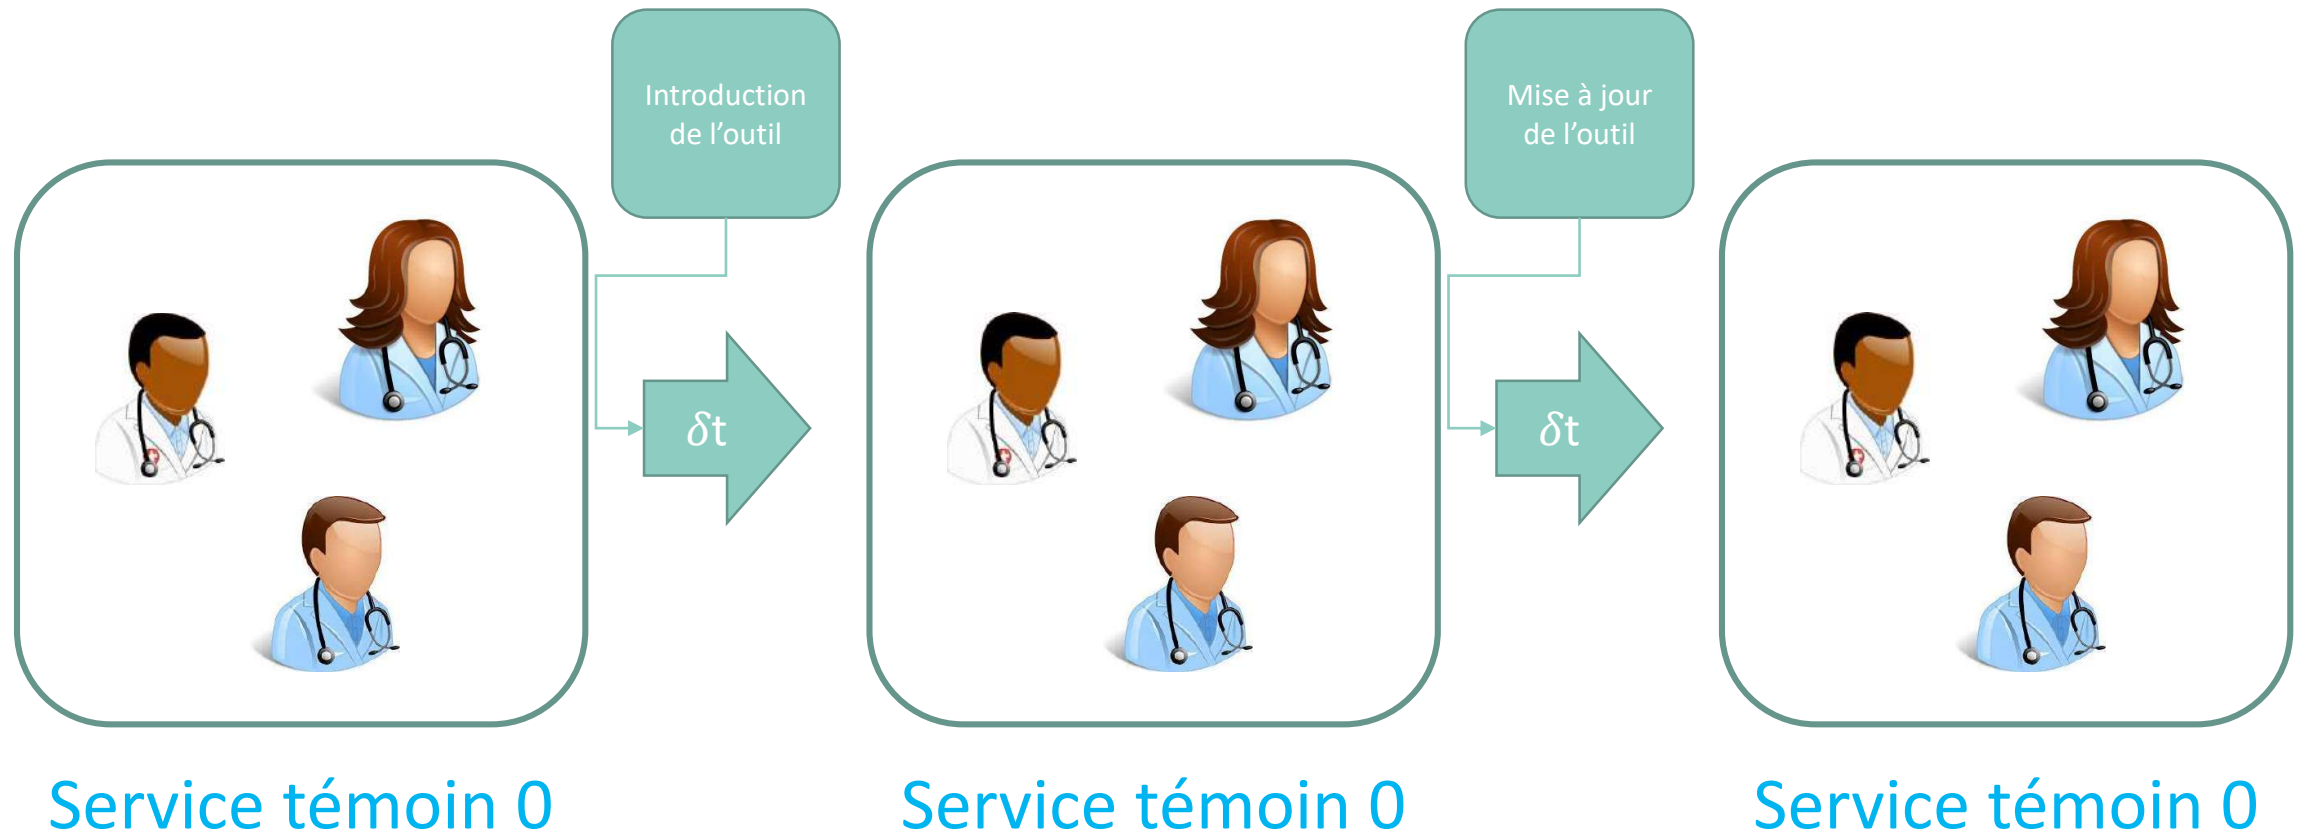 Introduction
de l’outil
Mise à jour
de l’outil
δt
δt
Service témoin 0
Service témoin 0
Service témoin 0